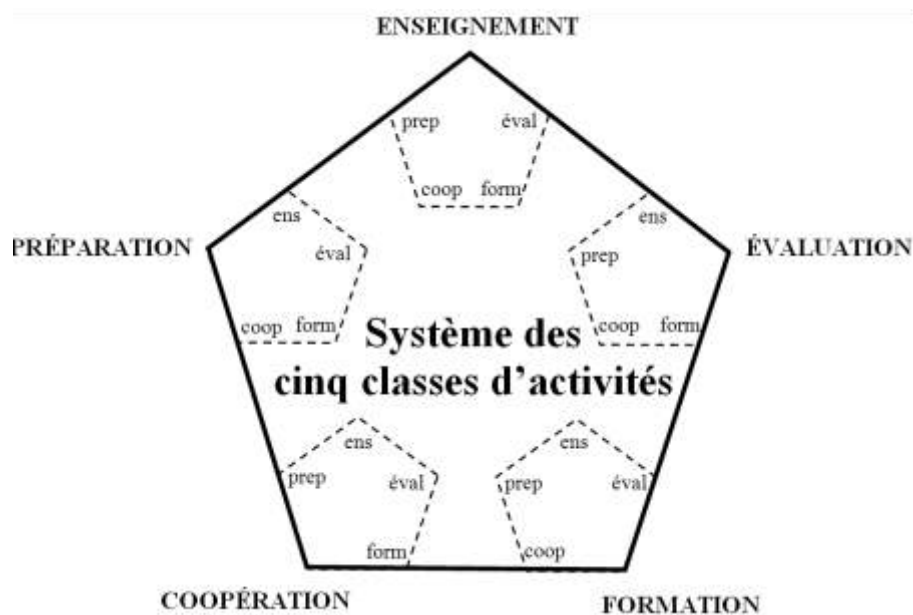 ENSEIGNEMENT
prep éval
coop form
ens ens
PRÉPARATION éval prep ÉVALUATION
coop form coop form
Système des
cinq classes d’activités
ens ens
prep éval prep éval
form coop
COOPÉRATION FORMATION